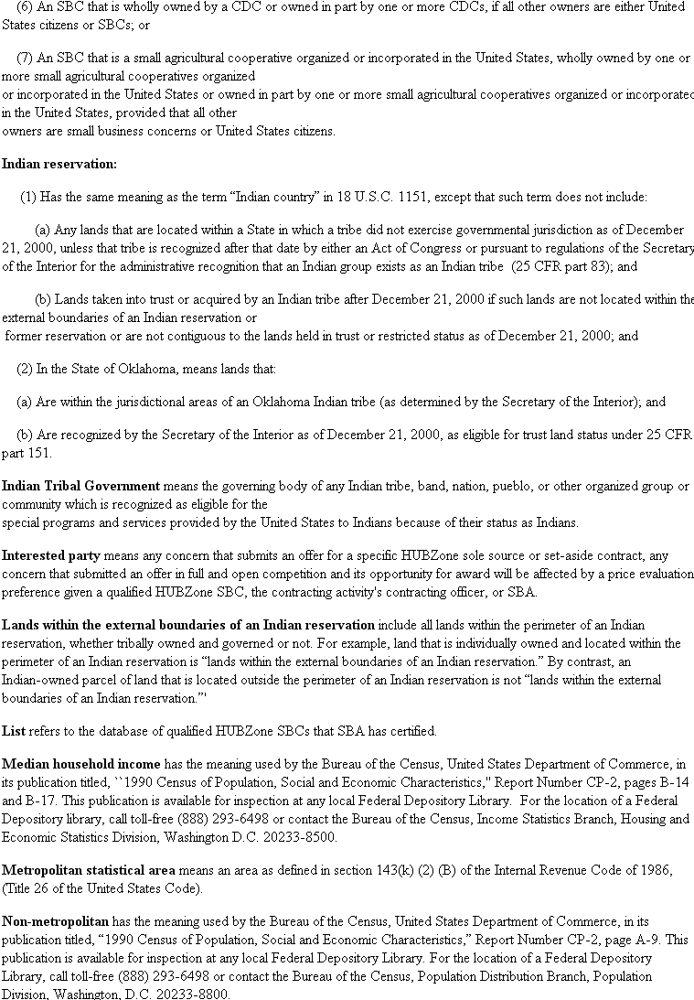 (6) An SBC that is wholly owned by a CDC or owned in part by one or more CDCs, if all other owners are either United
States citizens or SBCs; or
(7) An SBC that is a small agricultural cooperative organized or incorporated in the United States, wholly owned by one or
more small agricultural cooperatives organized
or incorporated in the United States or owned in part by one or more small agricultural cooperatives organized or incorporated
in the United States, provided that all other
owners are small business concerns or United States citizens.
Indian reservation:
(1) Has the same meaning as the term “Indian country” in 18 U.S.C. 1151, except that such term does not include:
(a) Any lands that are located within a State in which a tribe did not exercise governmental jurisdiction as of December
21, 2000, unless that tribe is recognized after that date by either an Act of Congress or pursuant to regulations of the Secretary
of the Interior for the administrative recognition that an Indian group exists as an Indian tribe (25 CFR part 83); and
(b) Lands taken into trust or acquired by an Indian tribe after December 21, 2000 if such lands are not located within the
external boundaries of an Indian reservation or
former reservation or are not contiguous to the lands held in trust or restricted status as of December 21, 2000; and
(2) In the State of Oklahoma, means lands that:
(a) Are within the jurisdictional areas of an Oklahoma Indian tribe (as determined by the Secretary of the Interior); and
(b) Are recognized by the Secretary of the Interior as of December 21, 2000, as eligible for trust land status under 25 CFR
part 151.
Indian Tribal Government means the governing body of any Indian tribe, band, nation, pueblo, or other organized group or
community which is recognized as eligible for the
special programs and services provided by the United States to Indians because of their status as Indians.
Interested party means any concern that submits an offer for a specific HUBZone sole source or set-aside contract, any
concern that submitted an offer in full and open competition and its opportunity for award will be affected by a price evaluation
preference given a qualified HUBZone SBC, the contracting activity's contracting officer, or SBA.
Lands within the external boundaries of an Indian reservation include all lands within the perimeter of an Indian
reservation, whether tribally owned and governed or not. For example, land that is individually owned and located within the
perimeter of an Indian reservation is “lands within the external boundaries of an Indian reservation.” By contrast, an
Indian-owned parcel of land that is located outside the perimeter of an Indian reservation is not “lands within the external
boundaries of an Indian reservation.”'
List refers to the database of qualified HUBZone SBCs that SBA has certified.
Median household income has the meaning used by the Bureau of the Census, United States Department of Commerce, in
its publication titled, ``1990 Census of Population, Social and Economic Characteristics,'' Report Number CP-2, pages B-14
and B-17. This publication is available for inspection at any local Federal Depository Library. For the location of a Federal
Depository library, call toll-free (888) 293-6498 or contact the Bureau of the Census, Income Statistics Branch, Housing and
Economic Statistics Division, Washington D.C. 20233-8500.
Metropolitan statistical area means an area as defined in section 143(k) (2) (B) of the Internal Revenue Code of 1986,
(Title 26 of the United States Code).
Non-metropolitan has the meaning used by the Bureau of the Census, United States Department of Commerce, in its
publication titled, “1990 Census of Population, Social and Economic Characteristics,” Report Number CP-2, page A-9. This
publication is available for inspection at any local Federal Depository Library. For the location of a Federal Depository
Library, call toll-free (888) 293-6498 or contact the Bureau of the Census, Population Distribution Branch, Population
Division, Washington, D.C. 20233-8800.